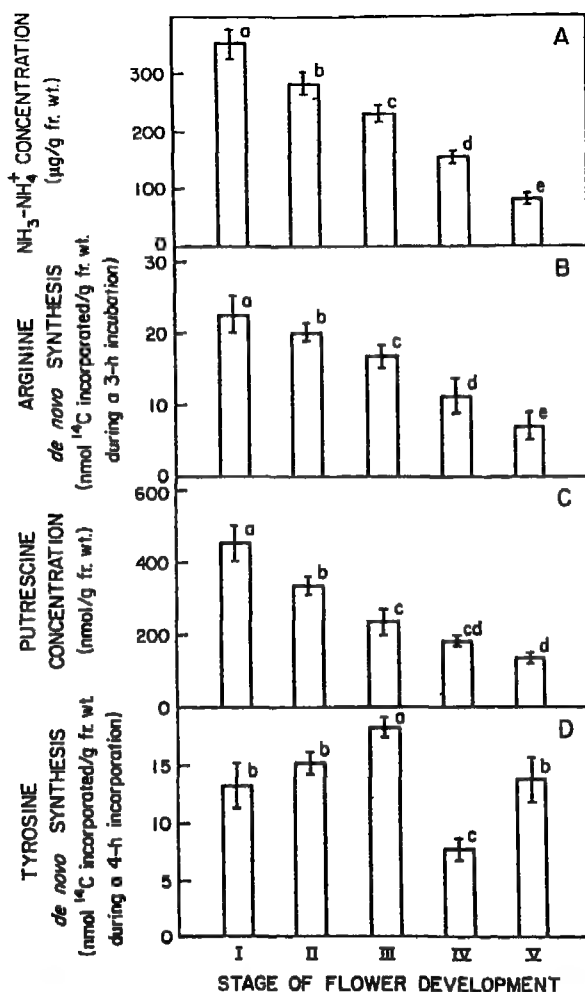 A
NH₃-NH₄⁺ CONCENTRATION
(µg/g fr. wt.)
300
200
100
0
a
b
c
d
e
B
ARGININE
de novo SYNTHESIS
(nmol ¹⁴C incorporated/g fr. wt.
during a 3-h incubation)
30
20
10
0
a
b
c
d
e
C
PUTRESCINE
CONCENTRATION
(nmol/g fr. wt.)
600
400
200
0
a
b
c
cd
d
D
TYROSINE
de novo SYNTHESIS
(nmol ¹⁴C incorporated/g fr. wt.
during a 4-h incorporation)
15
10
5
0
b
b
a
c
b
I II III IV V
STAGE OF FLOWER DEVELOPMENT